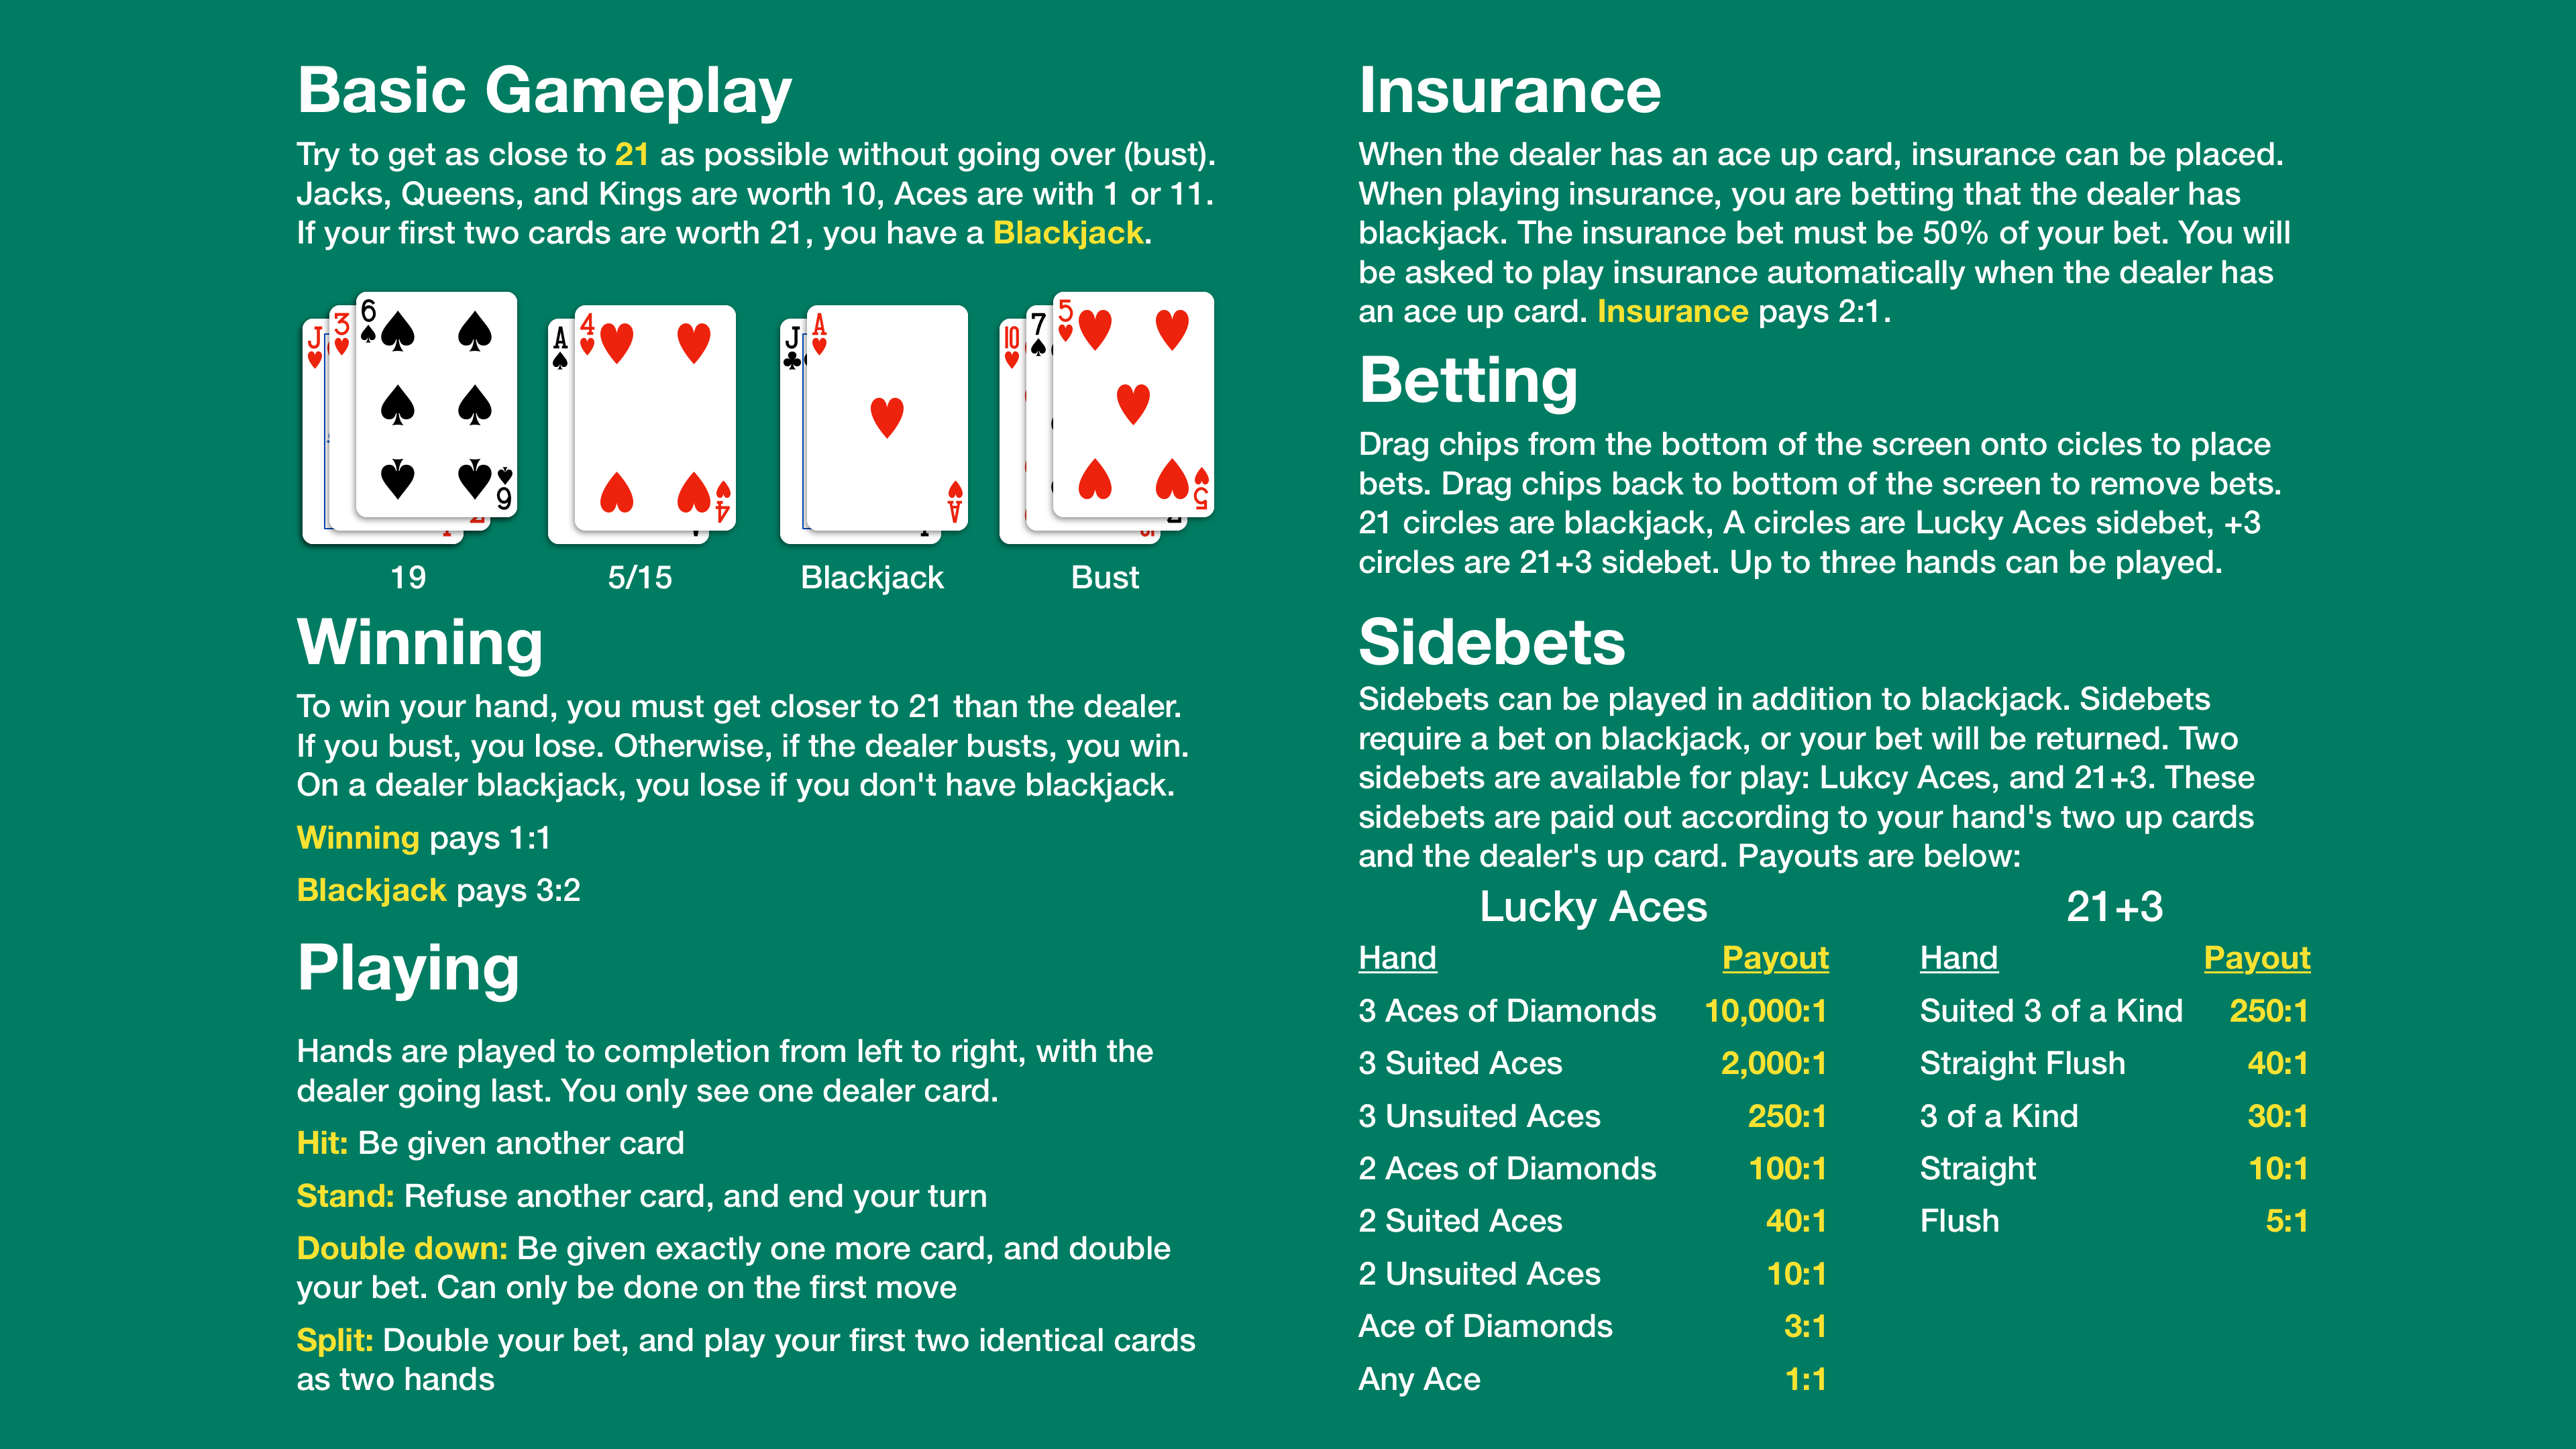 Basic Gameplay
Try to get as close to 21 as possible without going over (bust).
Jacks, Queens, and Kings are worth 10, Aces are with 1 or 11.
If your first two cards are worth 21, you have a Blackjack.
J 3 6 9
A 4 4
J A A
10 7 5 5
19 5/15 Blackjack Bust
Winning
To win your hand, you must get closer to 21 than the dealer.
If you bust, you lose. Otherwise, if the dealer busts, you win.
On a dealer blackjack, you lose if you don't have blackjack.
Winning pays 1:1
Blackjack pays 3:2
Playing
Hands are played to completion from left to right, with the
dealer going last. You only see one dealer card.
Hit: Be given another card
Stand: Refuse another card, and end your turn
Double down: Be given exactly one more card, and double
your bet. Can only be done on the first move
Split: Double your bet, and play your first two identical cards
as two hands
Insurance
When the dealer has an ace up card, insurance can be placed.
When playing insurance, you are betting that the dealer has
blackjack. The insurance bet must be 50% of your bet. You will
be asked to play insurance automatically when the dealer has
an ace up card. Insurance pays 2:1.
Betting
Drag chips from the bottom of the screen onto cicles to place
bets. Drag chips back to bottom of the screen to remove bets.
21 circles are blackjack, A circles are Lucky Aces sidebet, +3
circles are 21+3 sidebet. Up to three hands can be played.
Sidebets
Sidebets can be played in addition to blackjack. Sidebets
require a bet on blackjack, or your bet will be returned. Two
sidebets are available for play: Lukcy Aces, and 21+3. These
sidebets are paid out according to your hand's two up cards
and the dealer's up card. Payouts are below:
Lucky Aces
Hand Payout
3 Aces of Diamonds 10,000:1
3 Suited Aces 2,000:1
3 Unsuited Aces 250:1
2 Aces of Diamonds 100:1
2 Suited Aces 40:1
2 Unsuited Aces 10:1
Ace of Diamonds 3:1
Any Ace 1:1
21+3
Hand Payout
Suited 3 of a Kind 250:1
Straight Flush 40:1
3 of a Kind 30:1
Straight 10:1
Flush 5:1